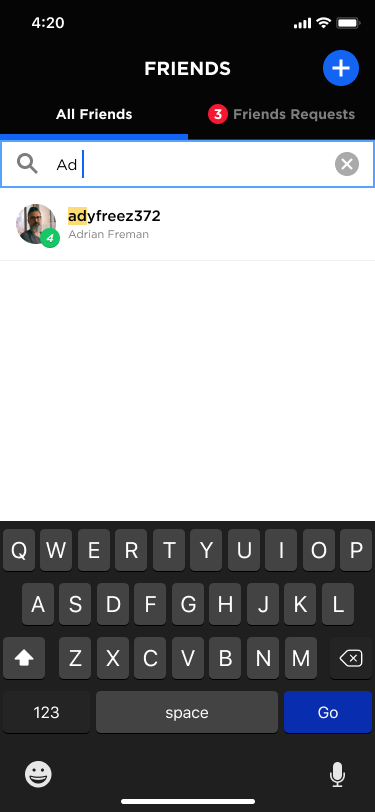 4:20
FRIENDS
All Friends
3 Friends Requests
Ad
adyfreez372
4
Adrian Freman
Q W E R T Y U I O P
A S D F G H J K L
Z X C V B N M
123 space Go